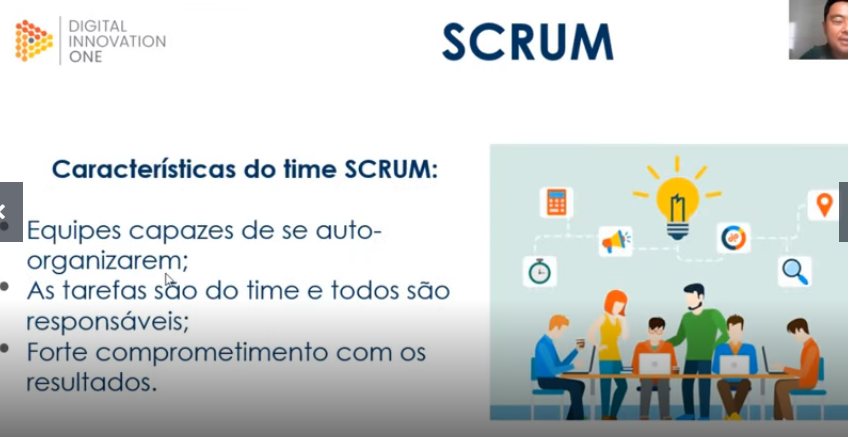 DIGITAL
INNOVATION
ONE
SCRUM
Características do time SCRUM:
Equipes capazes de se auto-
organizarem;
As tarefas são do time e todos são
responsáveis;
Forte comprometimento com os
resultados.